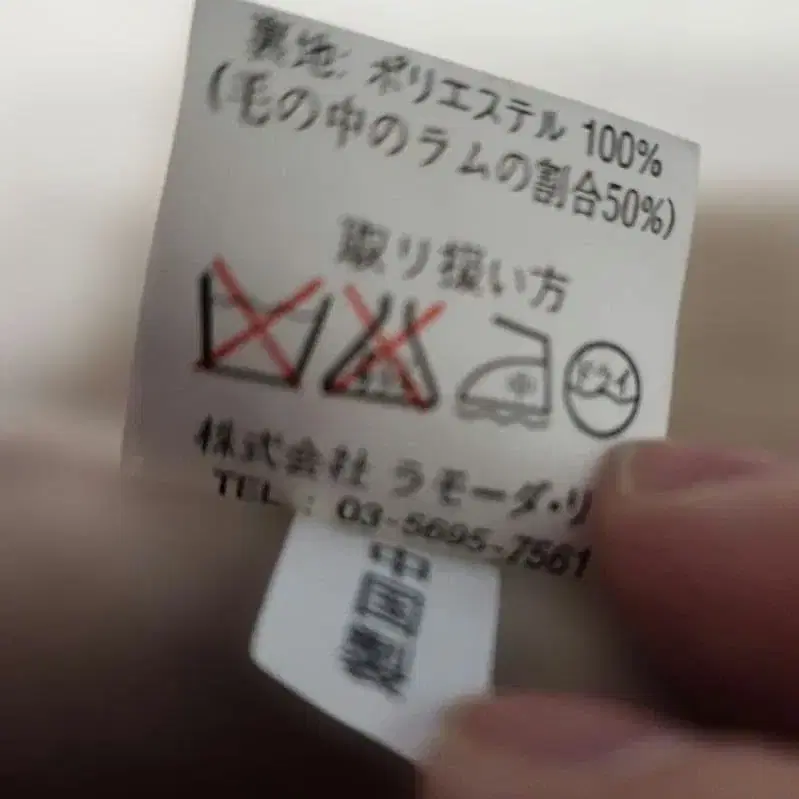 裏地: ポリエステル 100%
(毛の中のラムの割合50%)
取り扱い方
中 ドライ
株式会社 ラモーダ・リ
TEL : 03-5695-7561
中国製